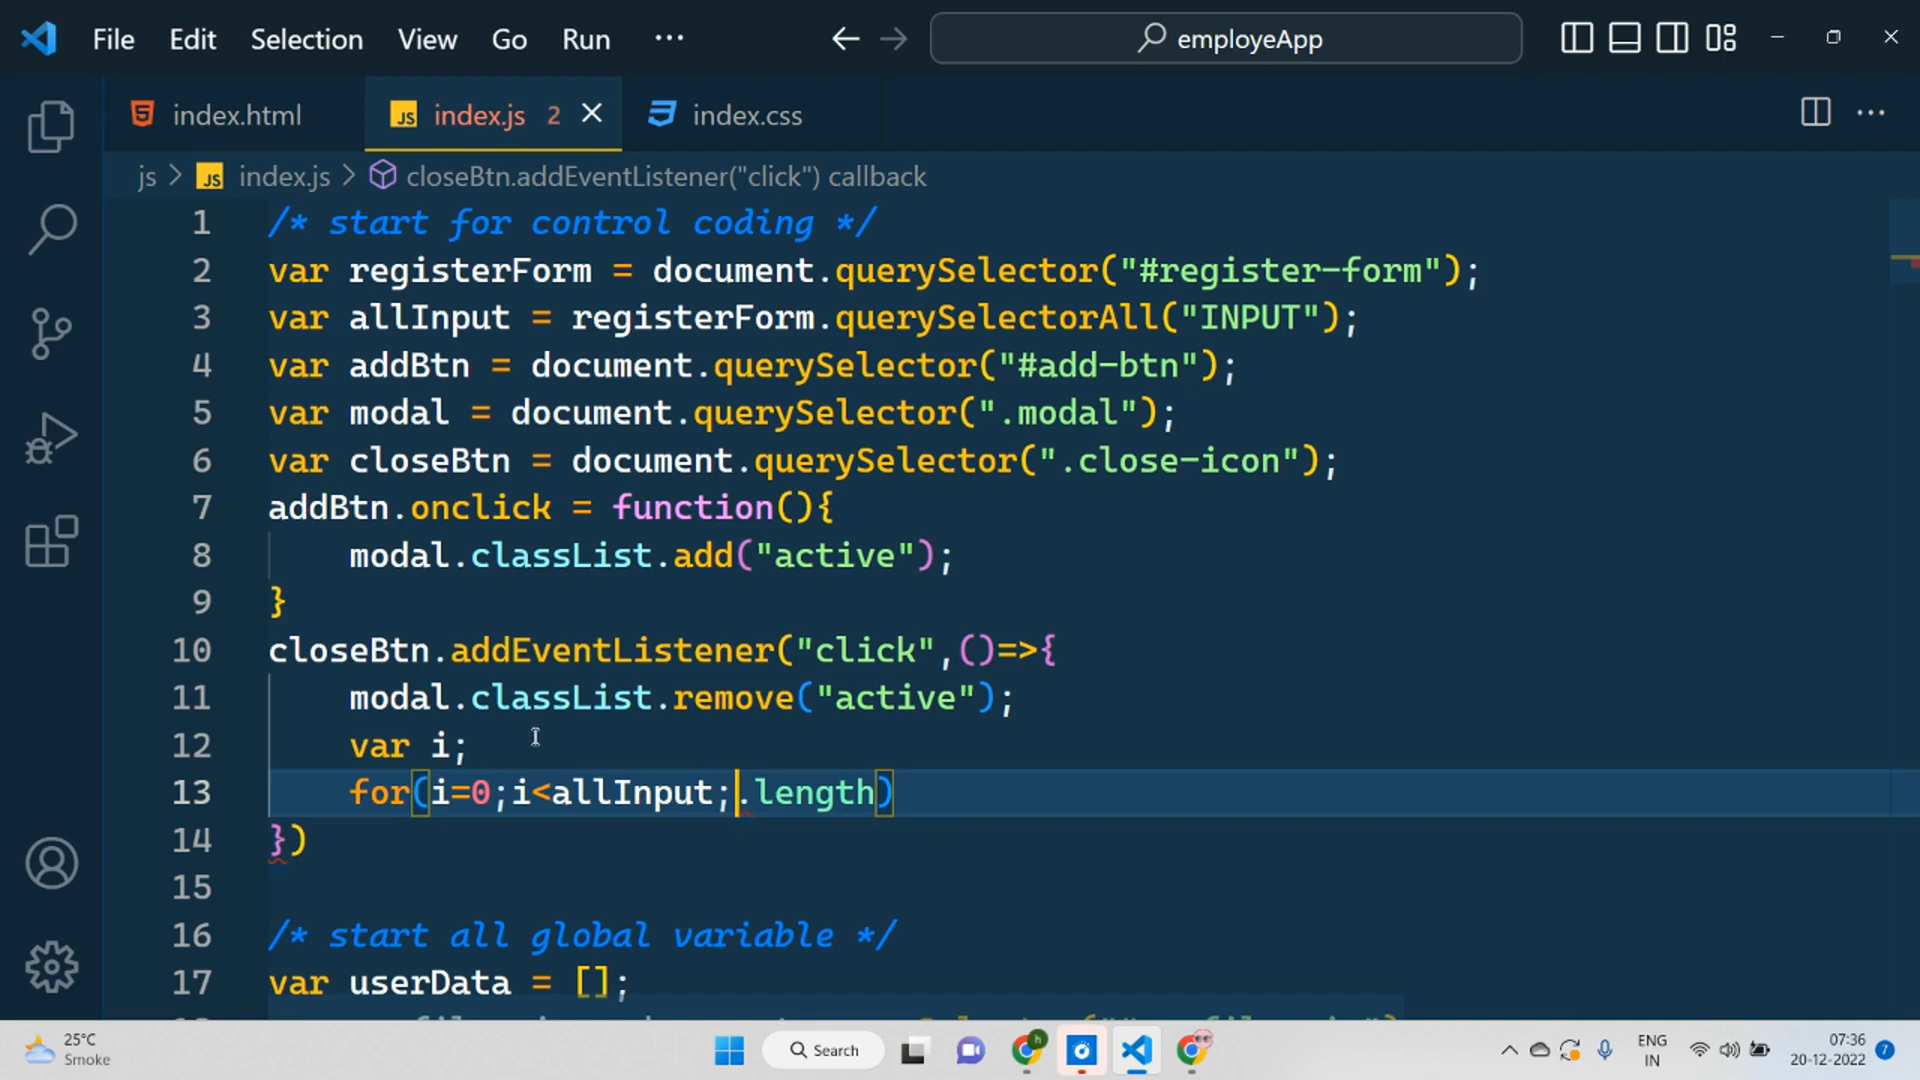 File Edit Selection View Go Run ··· employeApp
index.html index.js 2 index.css
js > JS index.js > closeBtn.addEventListener("click") callback
1 /* start for control coding */
2 var registerForm = document.querySelector("#register-form");
3 var allInput = registerForm.querySelectorAll("INPUT");
4 var addBtn = document.querySelector("#add-btn");
5 var modal = document.querySelector(".modal");
6 var closeBtn = document.querySelector(".close-icon");
7 addBtn.onclick = function(){
8 modal.classList.add("active");
9 }
10 closeBtn.addEventListener("click",()=>{
11 modal.classList.remove("active");
12 var i;
13 for(i=0;i<allInput;.length)
14 })
15
16 /* start all global variable */
17 var userData = [];
25°C
Smoke
Search
ENG
IN
07:36
20-12-2022
7